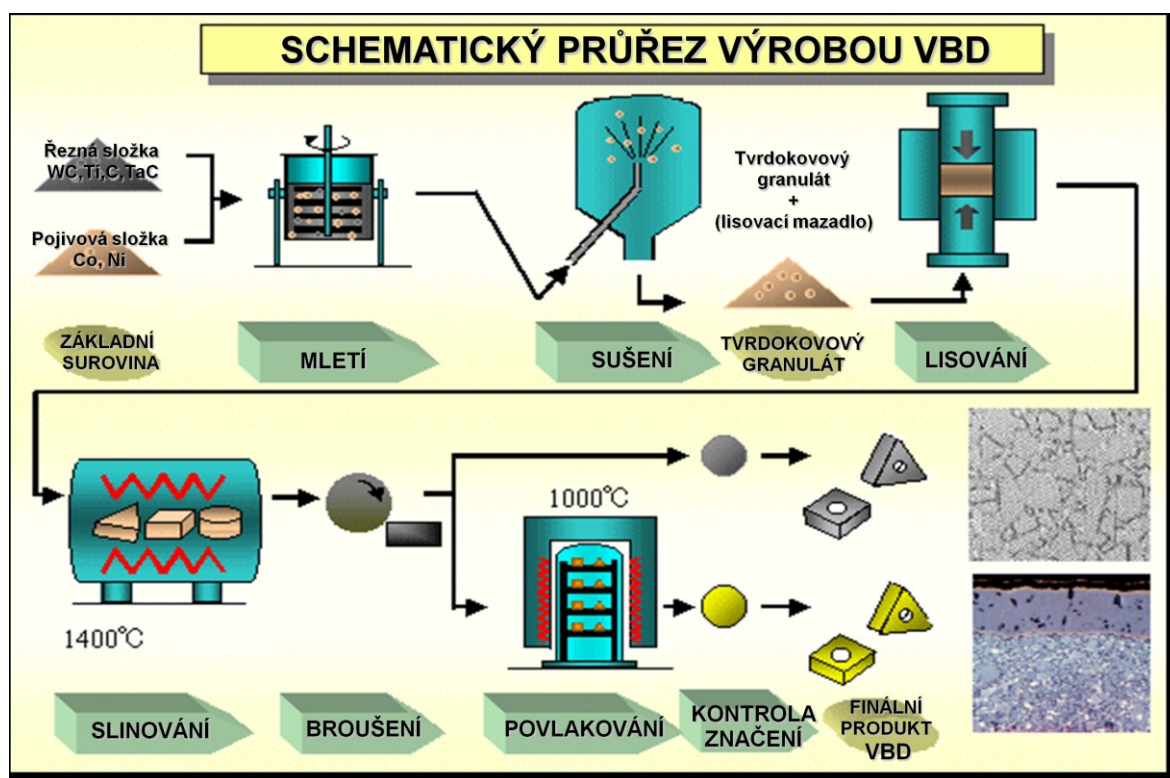 SCHEMATICKÝ PRŮŘEZ VÝROBOU VBD
Řezná složka
WC,Ti,C,TaC
Pojivová složka
Co, Ni
Tvrdokovový
granulát
+
(lisovací mazadlo)
ZÁKLADNÍ
SUROVINA
MLETÍ
SUŠENÍ
TVRDOKOVOVÝ
GRANULÁT
LISOVÁNÍ
1400°C
1000°C
SLINOVÁNÍ
BROUŠENÍ
POVLAKOVÁNÍ
KONTROLA
ZNAČENÍ
FINÁLNÍ
PRODUKT
VBD